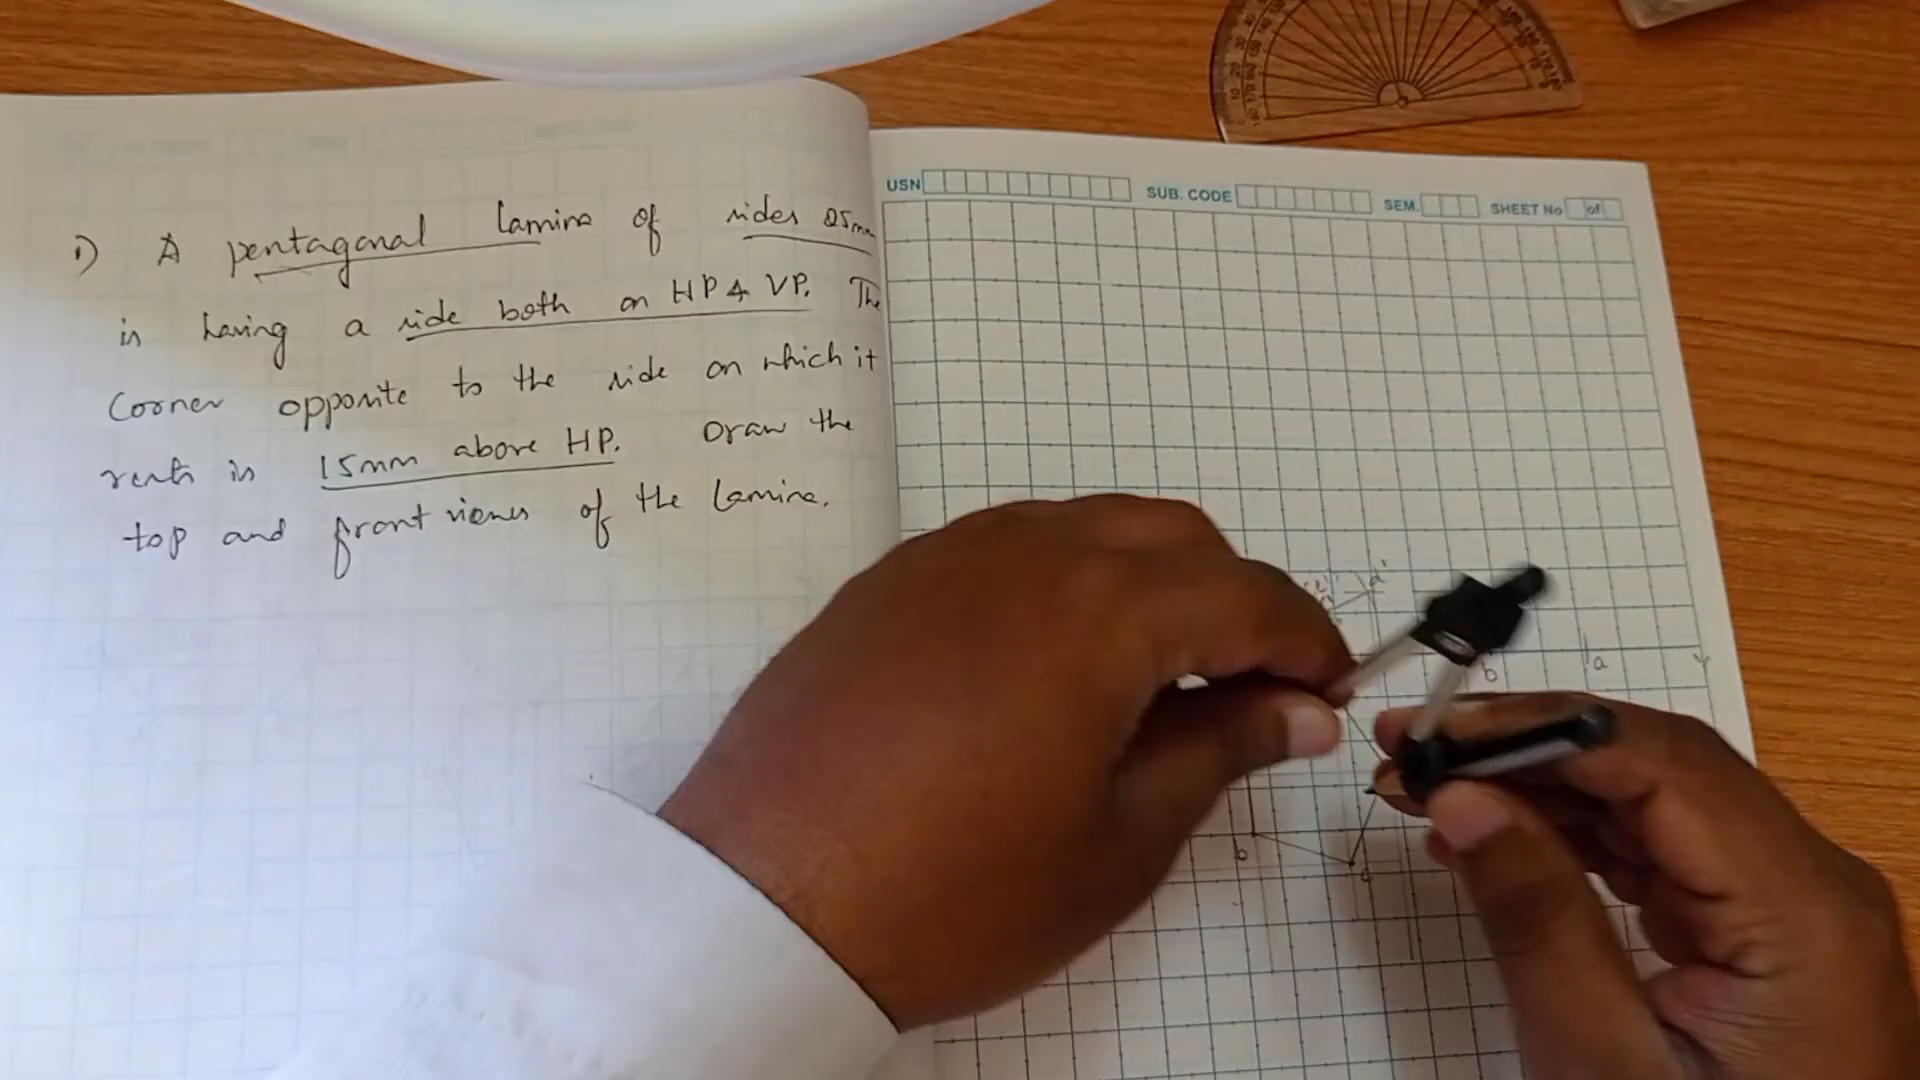 1) A pentagonal lamina of sides 25mm
is having a side both on HP & VP. The
Corner opposite to the side on which it
rests is 15mm above HP. Draw the
top and front views of the lamina.
USN
SUB. CODE
SEM.
SHEET No of
d'
b
a
Y
b
c